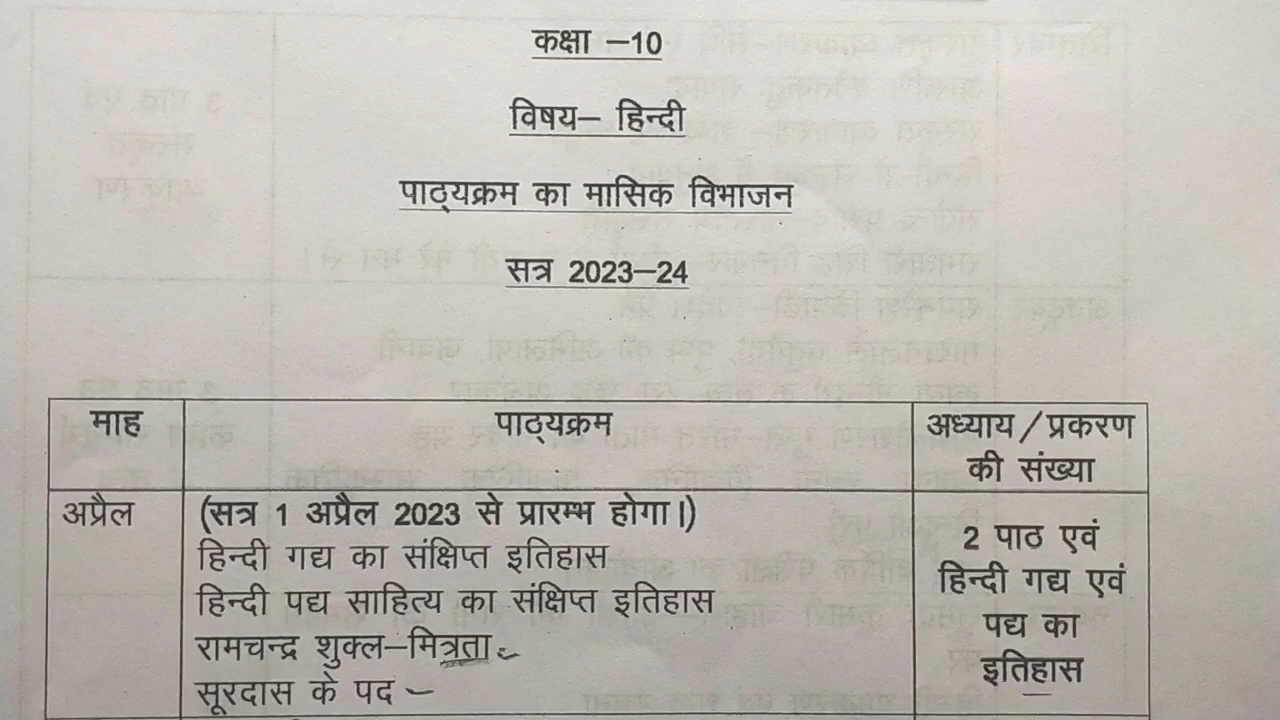 कक्षा –10
विषय– हिन्दी
पाठ्यक्रम का मासिक विभाजन
सत्र 2023–24
माह पाठ्यक्रम अध्याय/प्रकरण
की संख्या
अप्रैल (सत्र 1 अप्रैल 2023 से प्रारम्भ होगा।)
हिन्दी गद्य का संक्षिप्त इतिहास
हिन्दी पद्य साहित्य का संक्षिप्त इतिहास
रामचन्द्र शुक्ल–मित्रता
सूरदास के पद
2 पाठ एवं
हिन्दी गद्य एवं
पद्य का
इतिहास